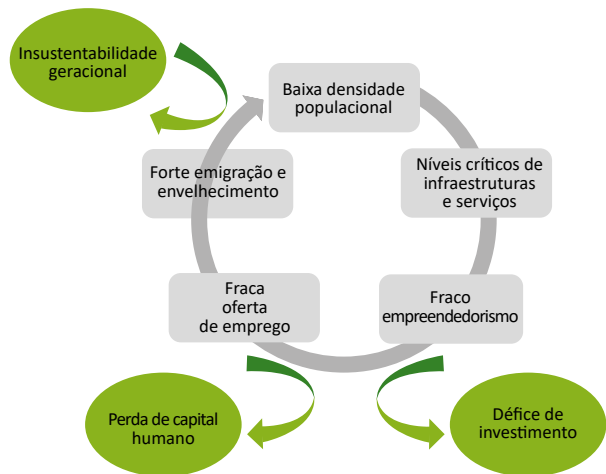 Insustentabilidade
geracional
Baixa densidade
populacional
Forte emigração e
envelhecimento
Níveis críticos de
infraestruturas
e serviços
Fraca
oferta
de emprego
Fraco
empreendedorismo
Perda de capital
humano
Défice de
investimento